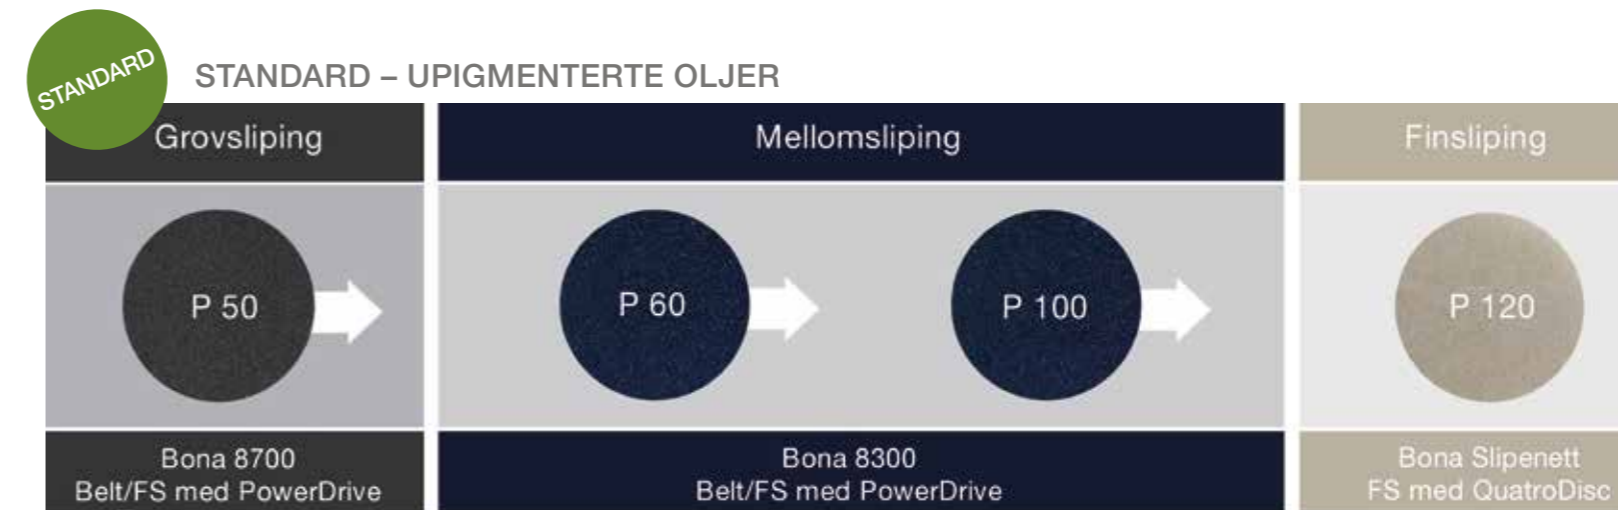 STANDARD
STANDARD – UPIGMENTERTE OLJER
Grovsliping
Mellomsliping
Finsliping
P 50
P 60
P 100
P 120
Bona 8700
Belt/FS med PowerDrive
Bona 8300
Belt/FS med PowerDrive
Bona Slipenett
FS med QuatroDisc